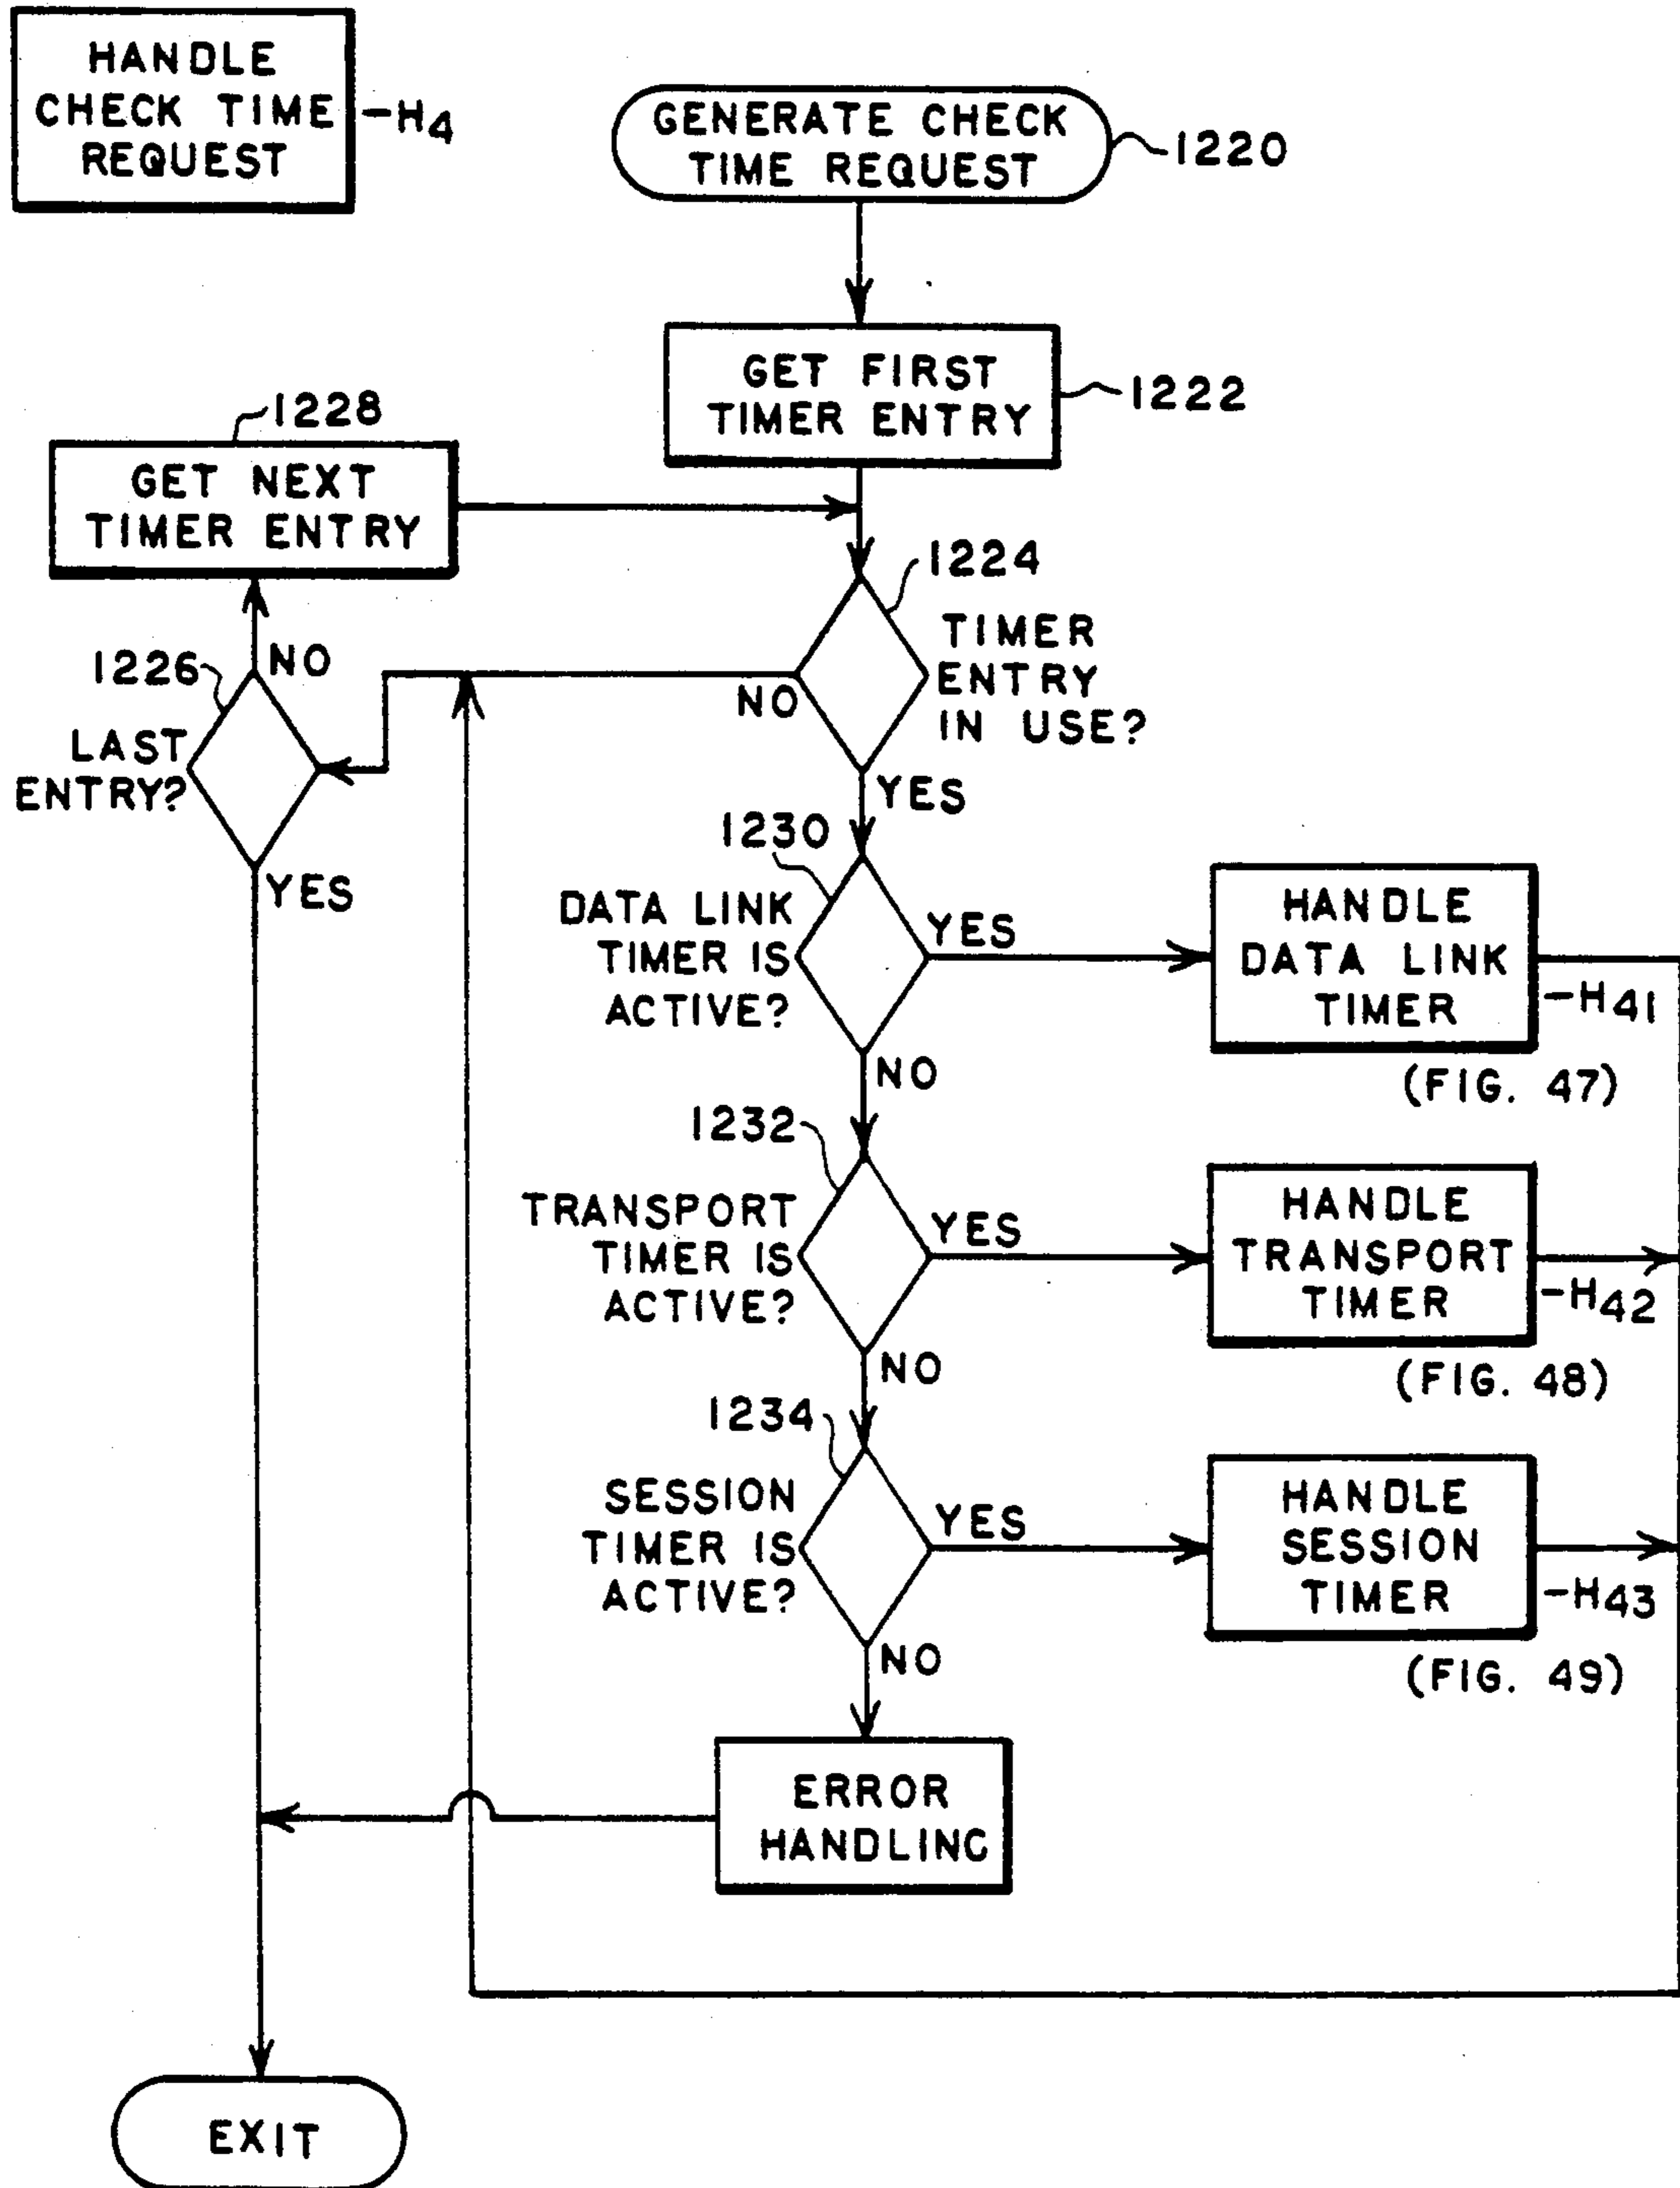 HANDLE
CHECK TIME
REQUEST
-H4
GENERATE CHECK
TIME REQUEST
1220
GET FIRST
TIMER ENTRY
1222
1228
GET NEXT
TIMER ENTRY
1224
TIMER
ENTRY
IN USE?
NO
YES
1226
NO
LAST
ENTRY?
YES
1230
DATA LINK
TIMER IS
ACTIVE?
YES
NO
HANDLE
DATA LINK
TIMER
-H41
(FIG. 47)
1232
TRANSPORT
TIMER IS
ACTIVE?
YES
NO
HANDLE
TRANSPORT
TIMER
-H42
(FIG. 48)
1234
SESSION
TIMER IS
ACTIVE?
YES
NO
HANDLE
SESSION
TIMER
-H43
(FIG. 49)
ERROR
HANDLING
EXIT